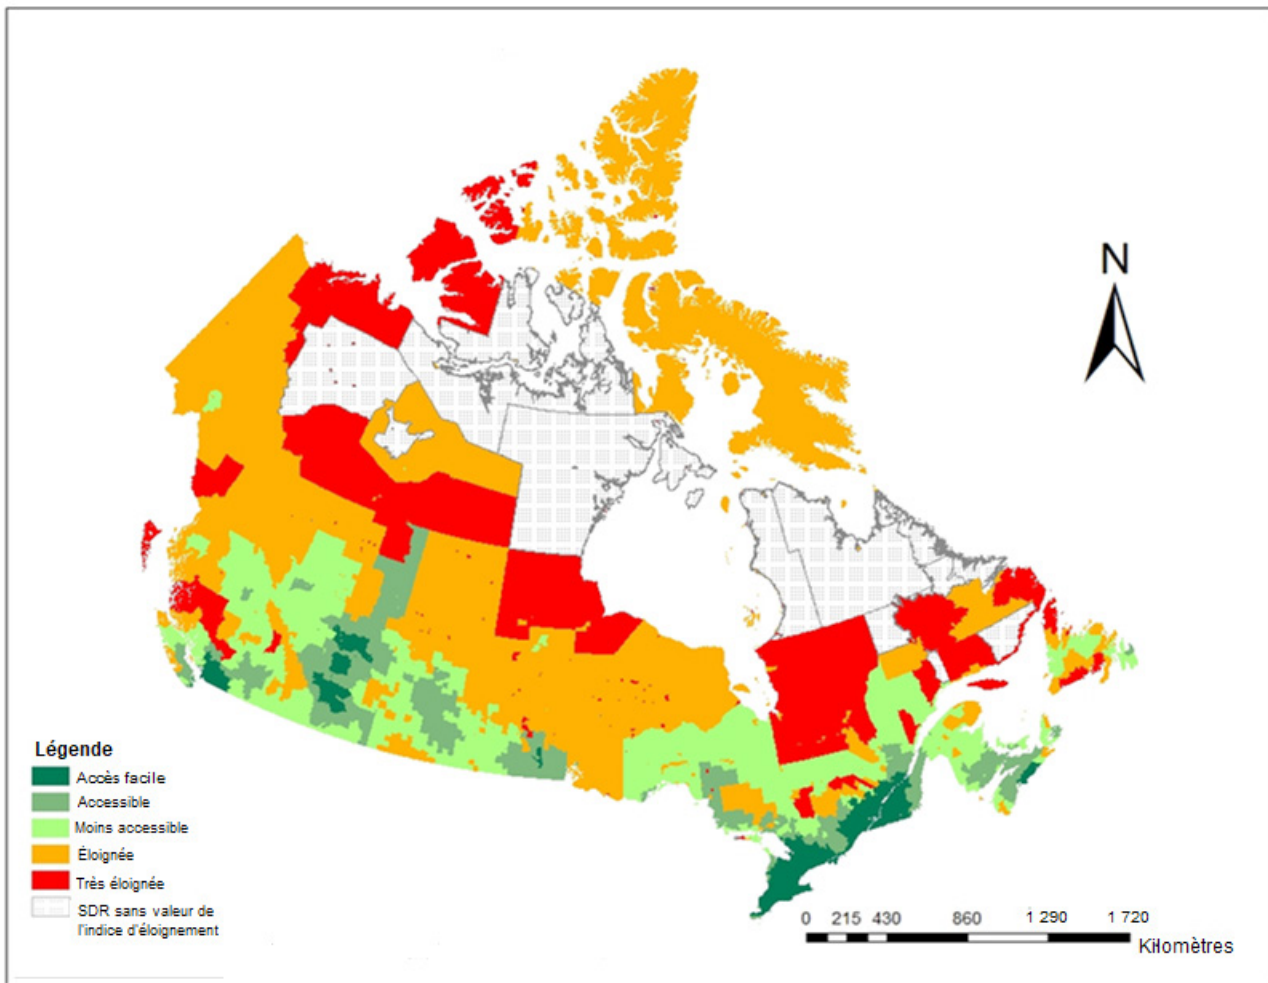 N
Légende
Accès facile
Accessible
Moins accessible
Éloignée
Très éloignée
SDR sans valeur de
l'indice d'éloignement
0 215 430 860 1 290 1 720
Kilomètres